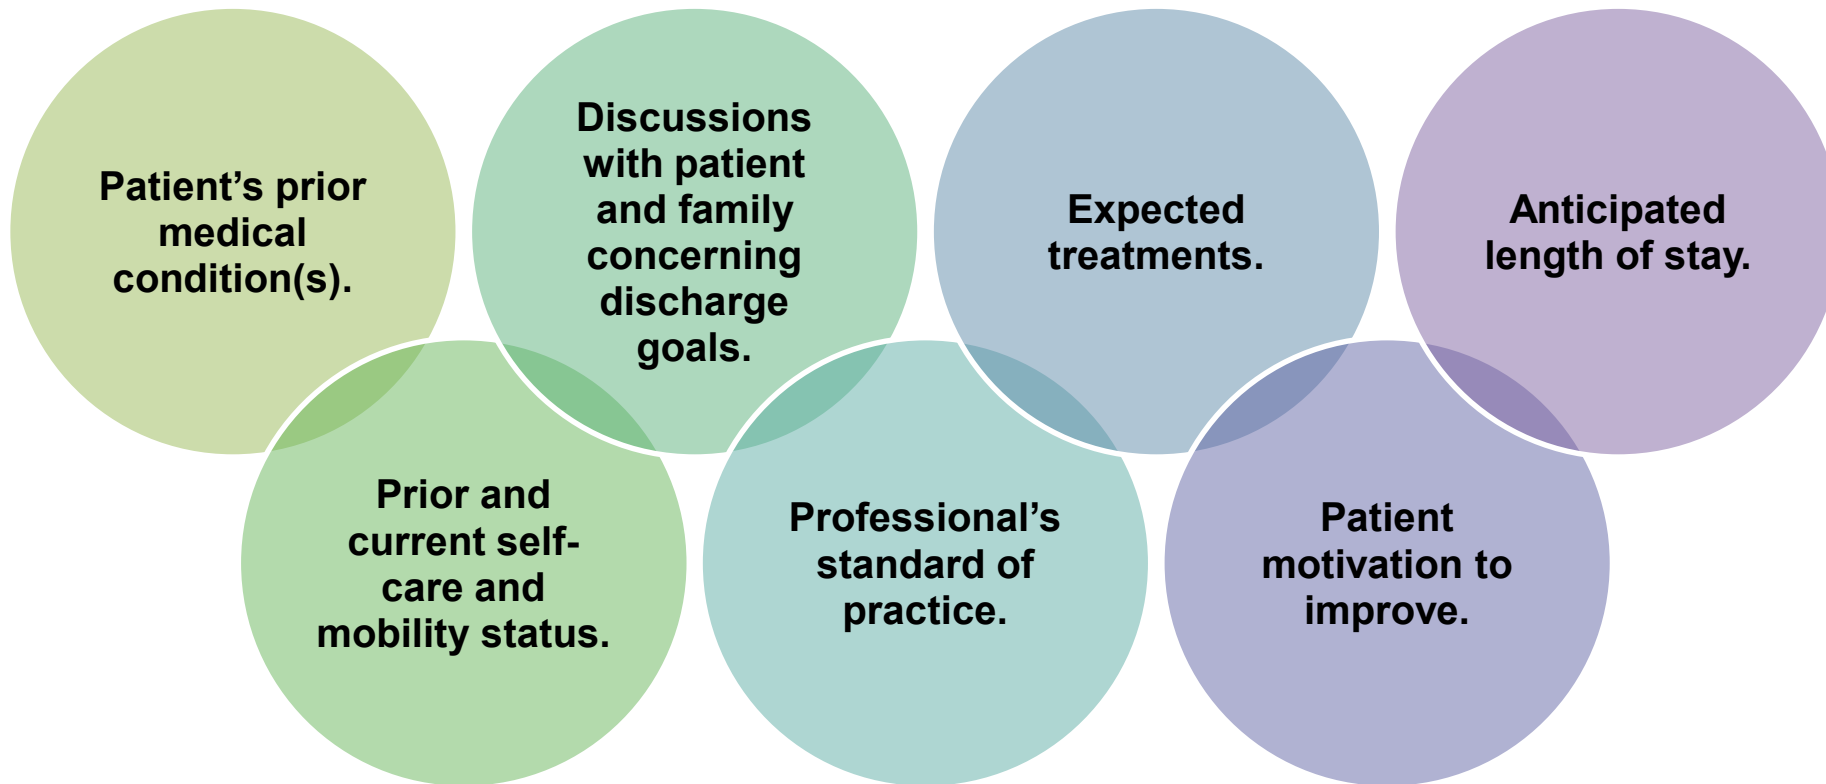 Patient’s prior
medical
condition(s).
Prior and
current self-
care and
mobility status.
Discussions
with patient
and family
concerning
discharge
goals.
Professional’s
standard of
practice.
Expected
treatments.
Patient
motivation to
improve.
Anticipated
length of stay.